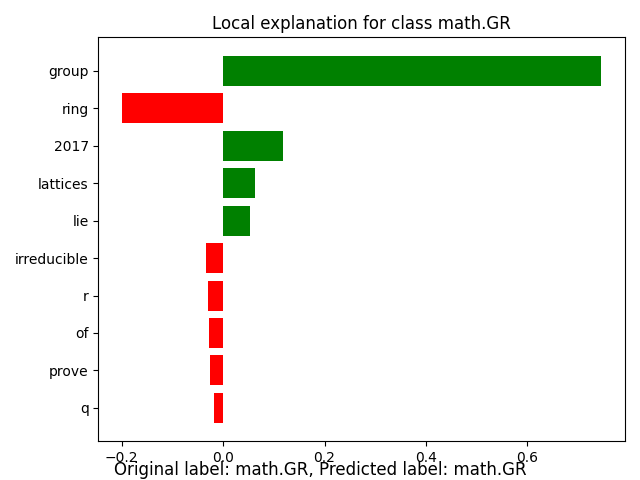 Local explanation for class math.GR
group
ring
2017
lattices
lie
irreducible
r
of
prove
q
−0.2 0.0 0.2 0.4 0.6
Original label: math.GR, Predicted label: math.GR